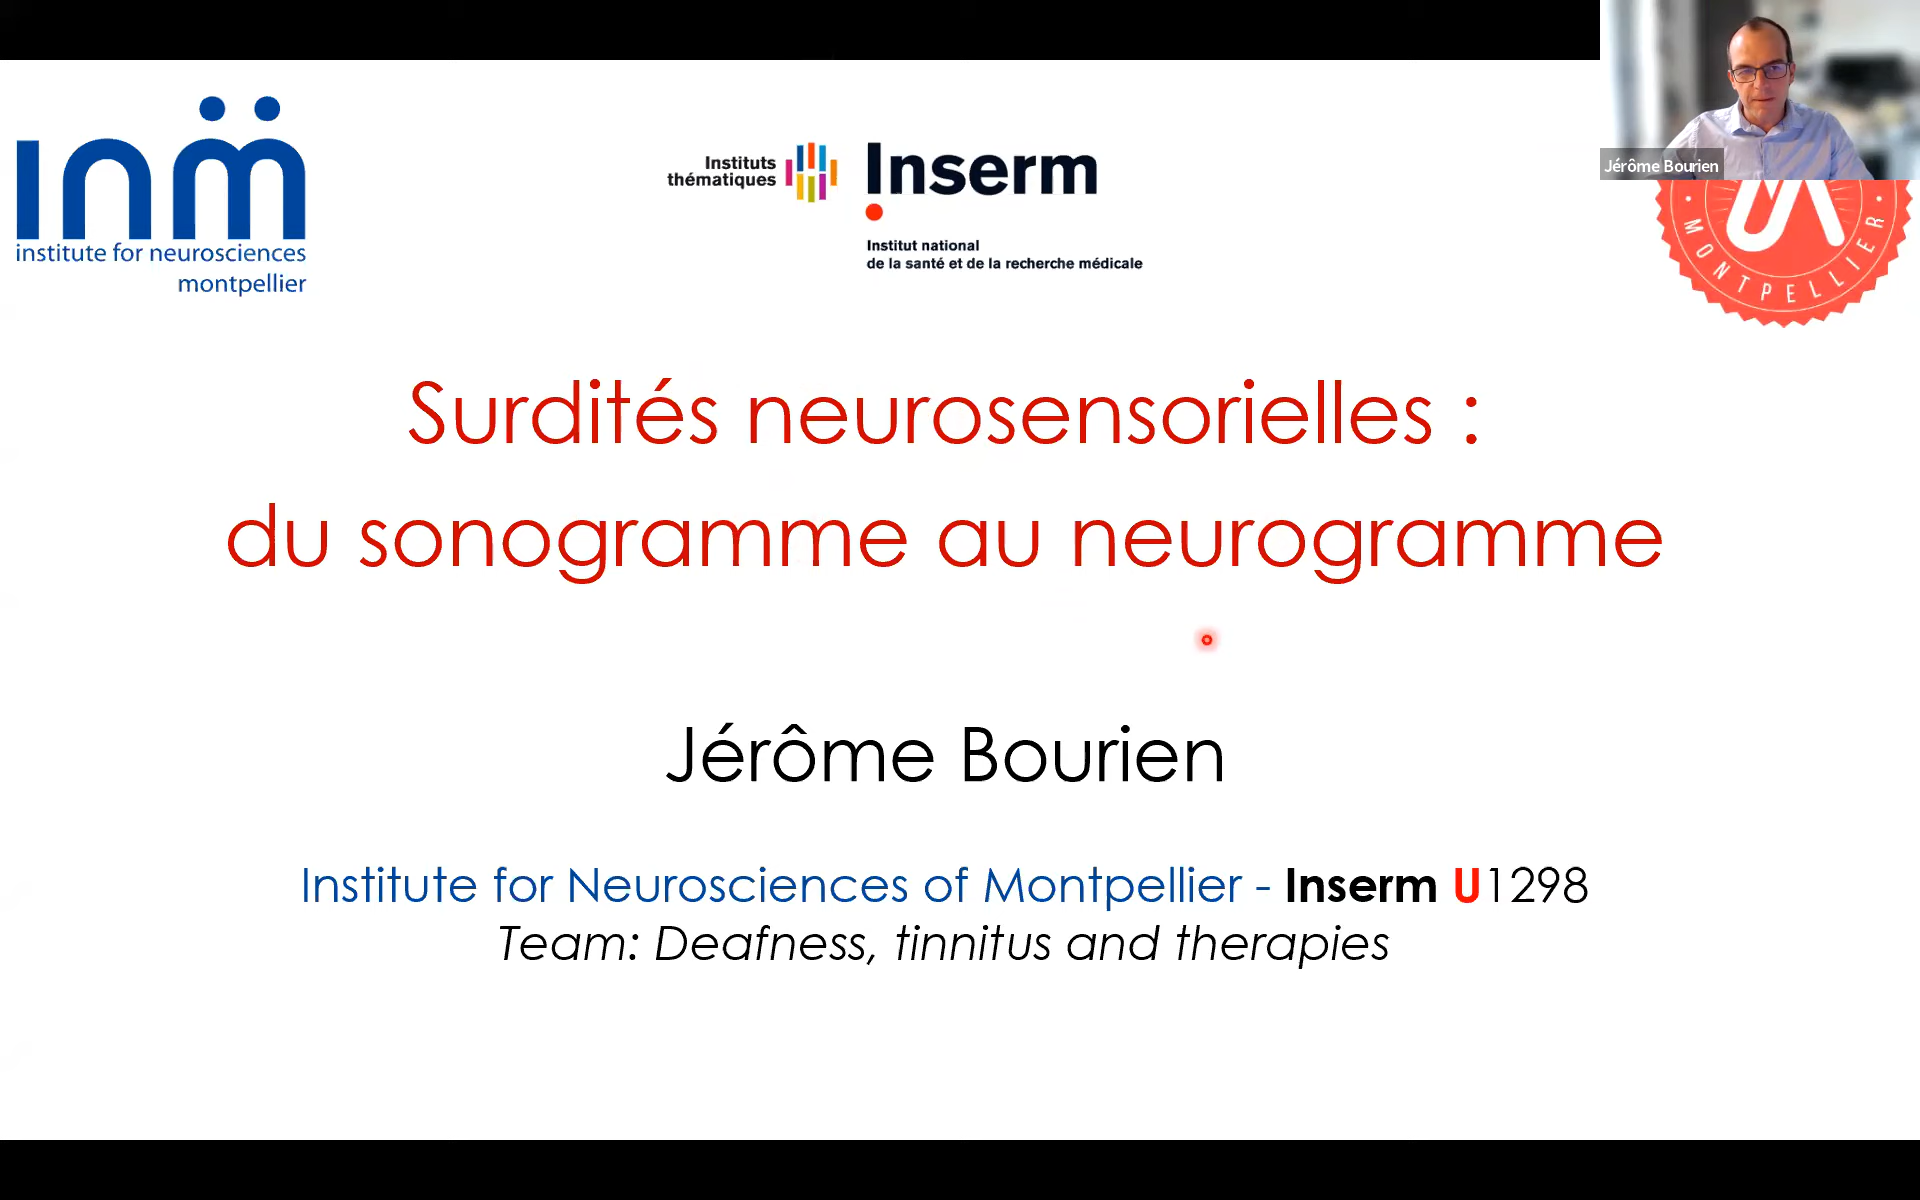 Jérôme Bourien
inm
institute for neurosciences
montpellier
Instituts
thématiques
Inserm
Institut national
de la santé et de la recherche médicale
MONTPELLIER
Surdités neurosensorielles :
du sonogramme au neurogramme
Jérôme Bourien
Institute for Neurosciences of Montpellier - Inserm U1298
Team: Deafness, tinnitus and therapies